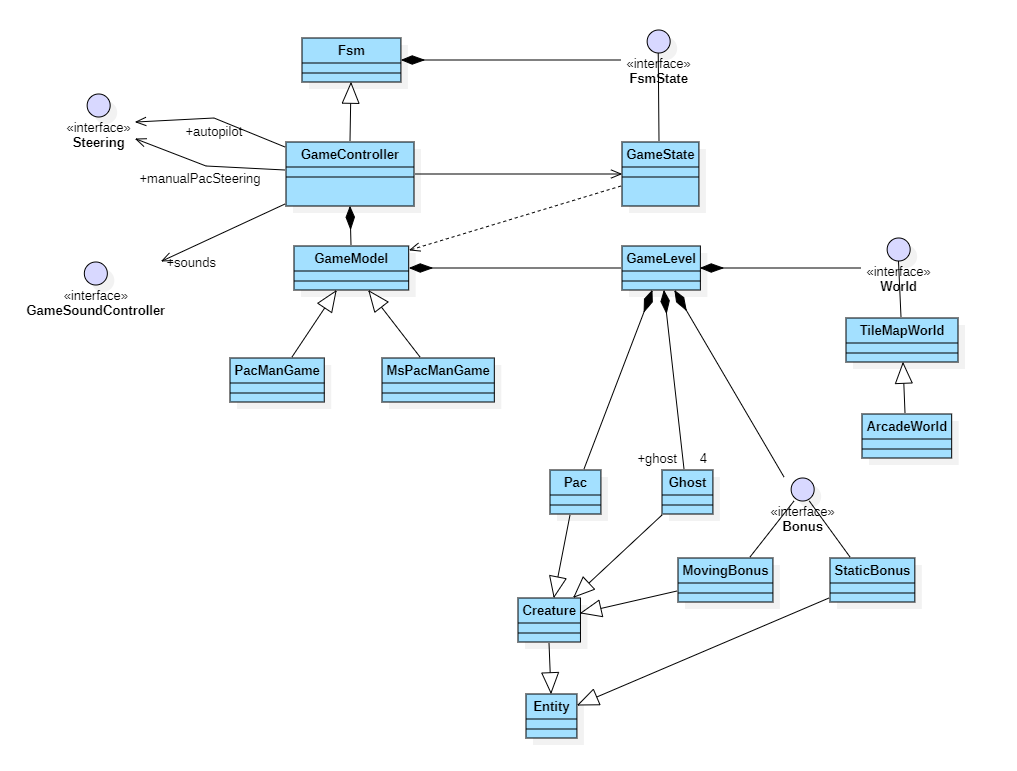 Fsm
«interface»
FsmState
«interface»
Steering
+autopilot
GameController
GameState
+manualPacSteering
+sounds
GameModel
GameLevel
«interface»
World
«interface»
GameSoundController
TileMapWorld
PacManGame
MsPacManGame
ArcadeWorld
+ghost
4
Pac
Ghost
«interface»
Bonus
MovingBonus
StaticBonus
Creature
Entity